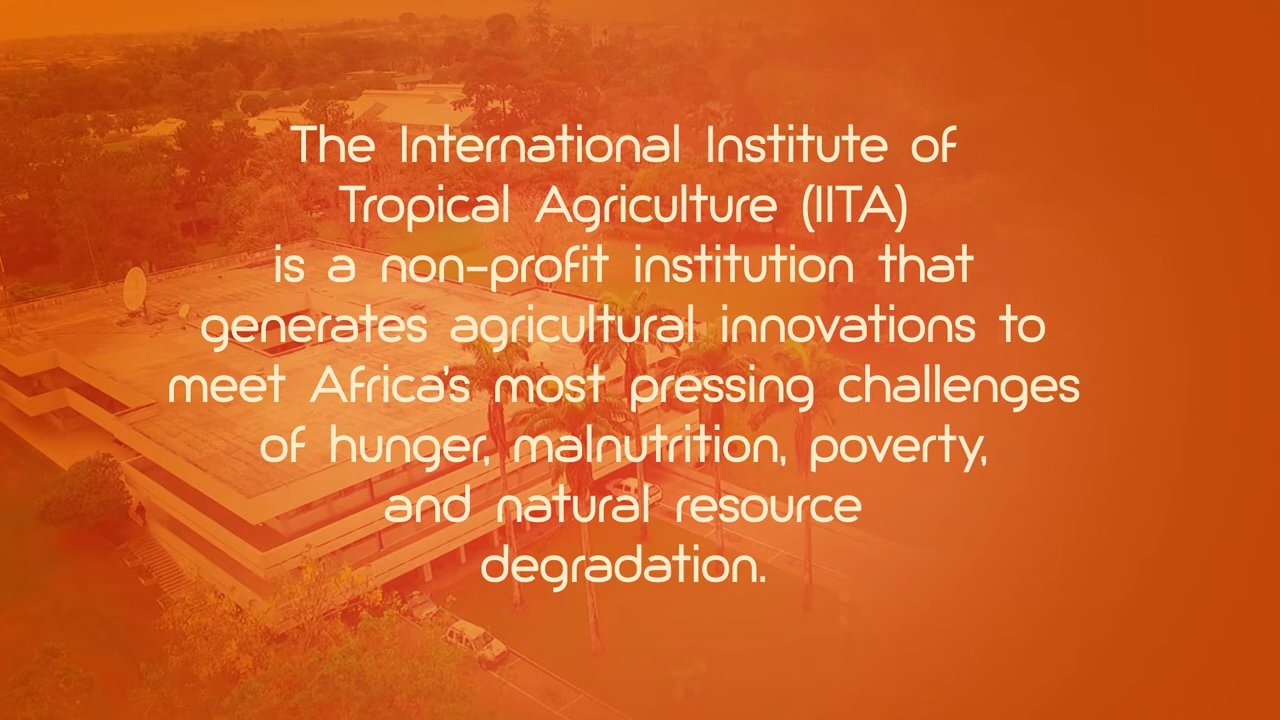 The International Institute of
Tropical Agriculture (IITA)
is a non-profit institution that
generates agricultural innovations to
meet Africa's most pressing challenges
of hunger, malnutrition, poverty,
and natural resource
degradation.